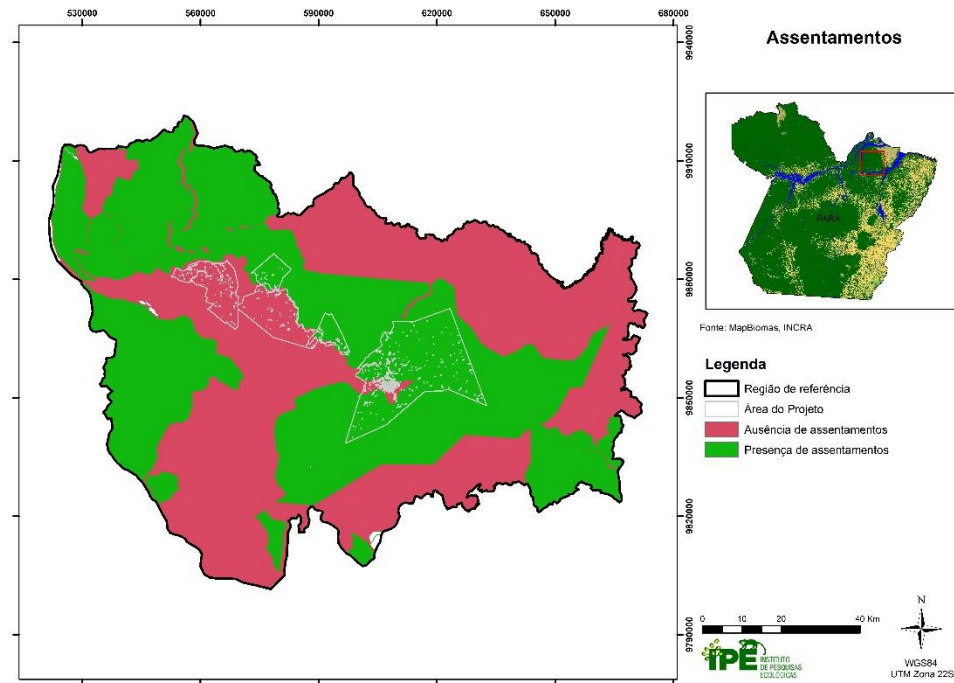 530000 560000 590000 620000 650000 680000
9940000
9910000
9880000
9850000
9820000
9790000
Assentamentos
PARÁ
Fonte: MapBiomas, INCRA
Legenda
Região de referência
Área do Projeto
Ausência de assentamentos
Presença de assentamentos
0 10 20 40 Km
N
IPÊ
INSTITUTO
DE PESQUISAS
ECOLÓGICAS
WGS84
UTM Zona 22S